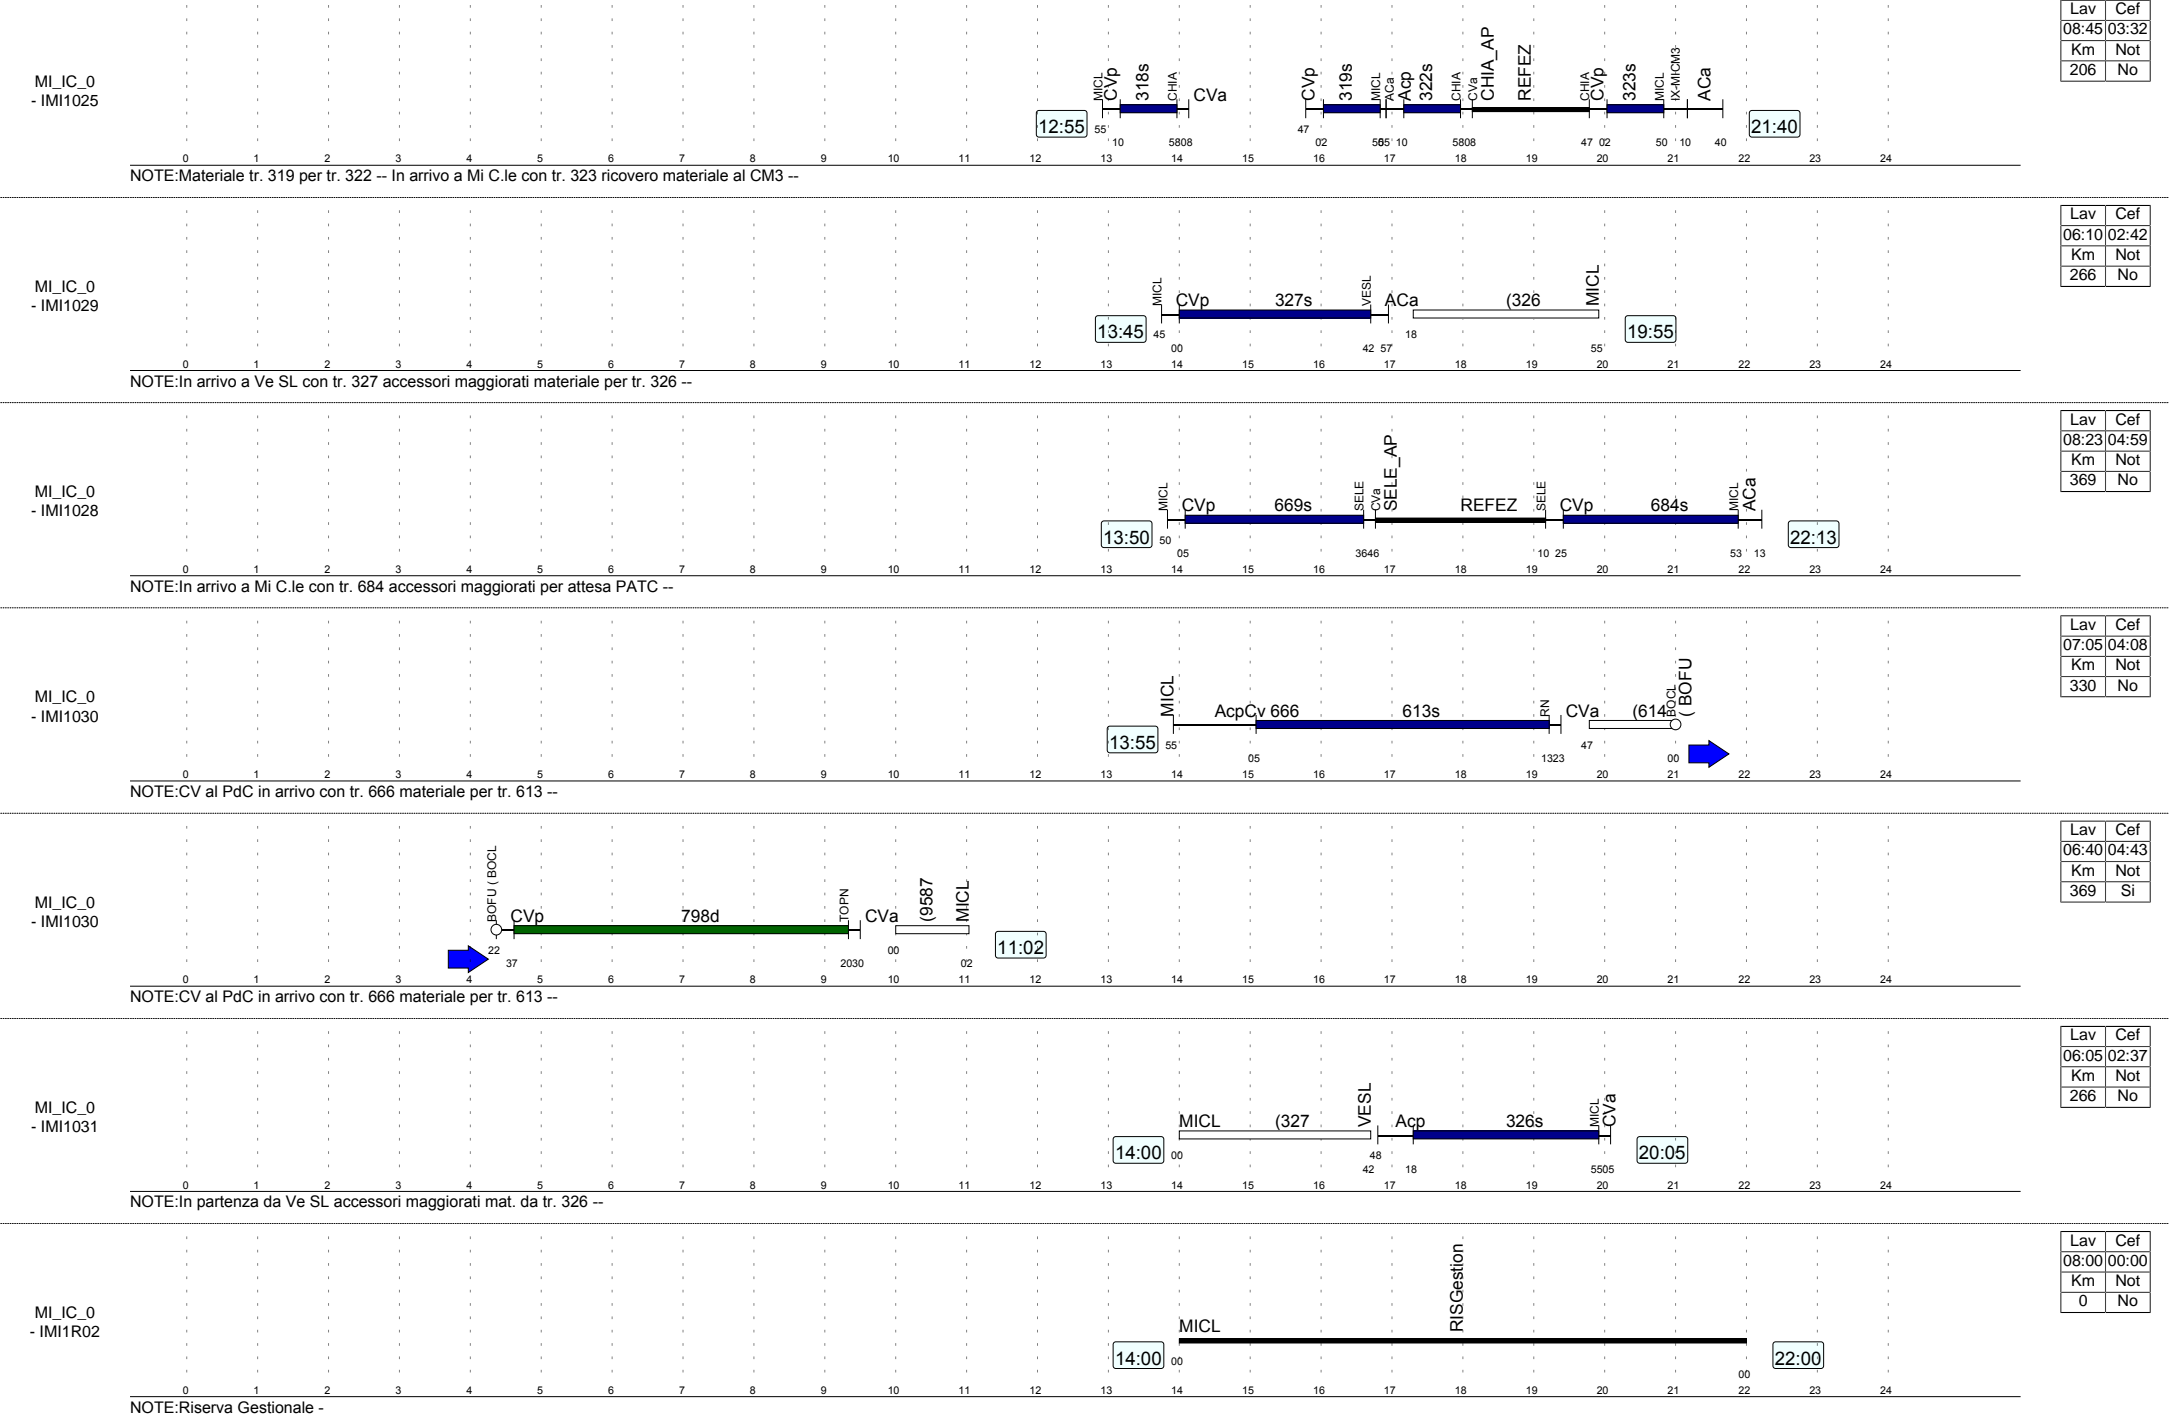 Lav Cef
08:45 03:32
Km Not
206 No
MI_IC_0
- IMI1025
MICL CVp 318s CHIA CVa CVp 319s MICL ACa Acp 322s CHIA CVa CHIA_AP REFEZ CHIA CVp 323s MICL IX-MICM3 ACa
12:55 21:40
55 10 5808 47 02 10 5808 47 02 50 10 40
0 1 2 3 4 5 6 7 8 9 10 11 12 13 14 15 16 17 18 19 20 21 22 23 24
NOTE:Materiale tr. 319 per tr. 322 -- In arrivo a Mi C.le con tr. 323 ricovero materiale al CM3 --
Lav Cef
06:10 02:42
Km Not
266 No
MI_IC_0
- IMI1029
MICL CVp 327s VESL ACa (326 MICL
13:45 19:55
45 00 42 57 18 55
0 1 2 3 4 5 6 7 8 9 10 11 12 13 14 15 16 17 18 19 20 21 22 23 24
NOTE:In arrivo a Ve SL con tr. 327 accessori maggiorati materiale per tr. 326 --
Lav Cef
08:23 04:59
Km Not
369 No
MI_IC_0
- IMI1028
MICL CVp 669s SELE CVa SELE_AP REFEZ SELE CVp 684s MICL ACa
13:50 22:13
50 05 3646 10 25 53 13
0 1 2 3 4 5 6 7 8 9 10 11 12 13 14 15 16 17 18 19 20 21 22 23 24
NOTE:In arrivo a Mi C.le con tr. 684 accessori maggiorati per attesa PATC --
Lav Cef
07:05 04:08
Km Not
330 No
MI_IC_0
- IMI1030
MICL AcpCv 666 613s RN CVa (614 BOCL ( BOFU
13:55
55 05 1323 47 00
0 1 2 3 4 5 6 7 8 9 10 11 12 13 14 15 16 17 18 19 20 21 22 23 24
NOTE:CV al PdC in arrivo con tr. 666 materiale per tr. 613 --
Lav Cef
06:40 04:43
Km Not
369 Si
MI_IC_0
- IMI1030
BOFU ( BOCL CVp 798d TOPN CVa (9587 MICL
11:02
22 37 2030 00 02
0 1 2 3 4 5 6 7 8 9 10 11 12 13 14 15 16 17 18 19 20 21 22 23 24
NOTE:CV al PdC in arrivo con tr. 666 materiale per tr. 613 --
Lav Cef
06:05 02:37
Km Not
266 No
MI_IC_0
- IMI1031
MICL (327 VESL Acp 326s MICL CVa
14:00 20:05
00 48 42 18 5505
0 1 2 3 4 5 6 7 8 9 10 11 12 13 14 15 16 17 18 19 20 21 22 23 24
NOTE:In partenza da Ve SL accessori maggiorati mat. da tr. 326 --
Lav Cef
08:00 00:00
Km Not
0 No
MI_IC_0
- IMI1R02
MICL RISGestion
14:00 22:00
00 00
0 1 2 3 4 5 6 7 8 9 10 11 12 13 14 15 16 17 18 19 20 21 22 23 24
NOTE:Riserva Gestionale -